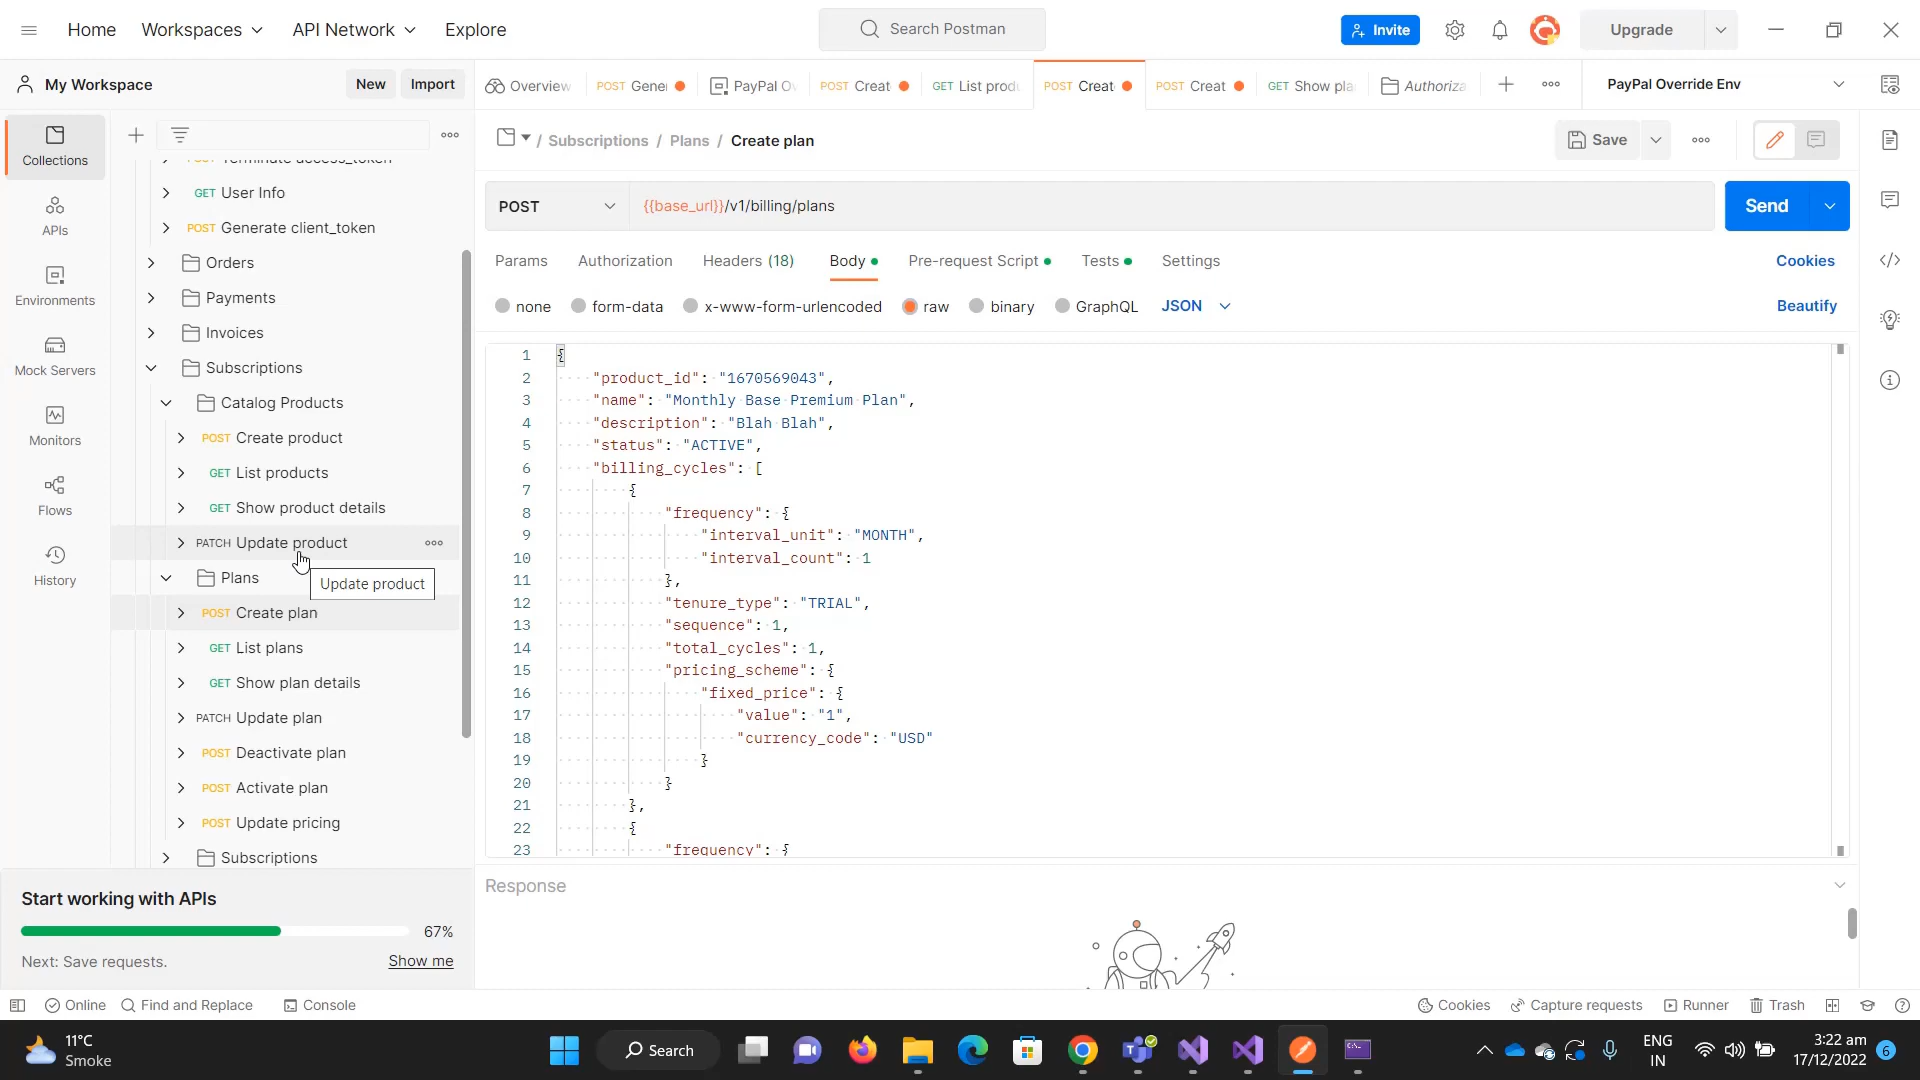 Home
Workspaces
API Network
Explore
Search Postman
Invite
Upgrade
My Workspace
New
Import
Overview
POST Gener
PayPal O
POST Creat
GET List produ
POST Creat
POST Creat
GET Show pla
Authoriza
PayPal Override Env
Collections
APIs
Environments
Mock Servers
Monitors
Flows
History
Terminate access_token
GET User Info
POST Generate client_token
Orders
Payments
Invoices
Subscriptions
Catalog Products
POST Create product
GET List products
GET Show product details
PATCH Update product
Update product
Plans
POST Create plan
GET List plans
GET Show plan details
PATCH Update plan
POST Deactivate plan
POST Activate plan
POST Update pricing
Subscriptions
Start working with APIs
67%
Next: Save requests.
Show me
/ Subscriptions / Plans / Create plan
Save
POST
{{base_url}}/v1/billing/plans
Send
Params
Authorization
Headers (18)
Body
Pre-request Script
Tests
Settings
Cookies
none
form-data
x-www-form-urlencoded
raw
binary
GraphQL
JSON
Beautify
1 {
2 "product_id": "1670569043",
3 "name": "Monthly Base Premium Plan",
4 "description": "Blah Blah",
5 "status": "ACTIVE",
6 "billing_cycles": [
7 {
8 "frequency": {
9 "interval_unit": "MONTH",
10 "interval_count": 1
11 },
12 "tenure_type": "TRIAL",
13 "sequence": 1,
14 "total_cycles": 1,
15 "pricing_scheme": {
16 "fixed_price": {
17 "value": "1",
18 "currency_code": "USD"
19 }
20 }
21 },
22 {
23 "frequency": {
Response
Online
Find and Replace
Console
Cookies
Capture requests
Runner
Trash
11°C
Smoke
Search
ENG
IN
3:22 am
17/12/2022
6